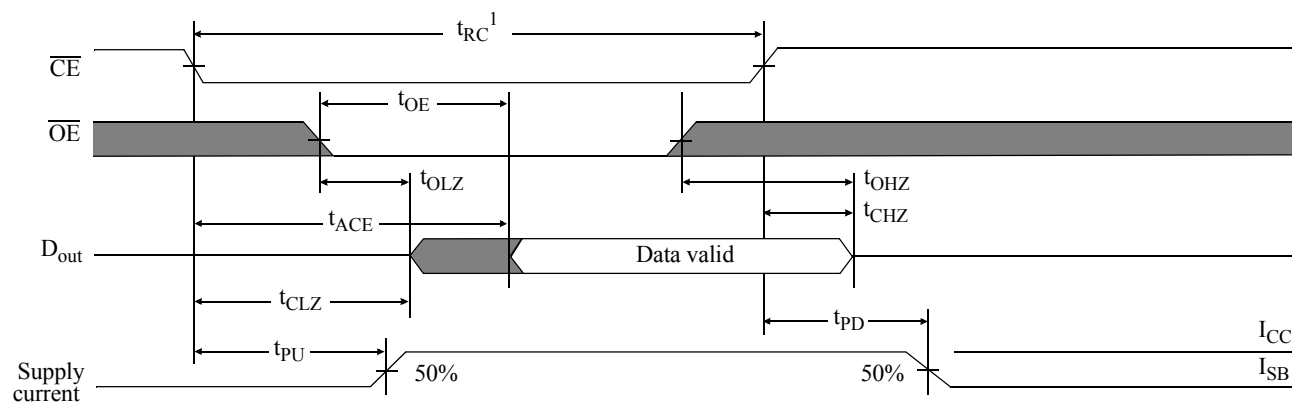 tRC1
CE
tOE
OE
tOLZ
tOHZ
tACE
tCHZ
Dout
Data valid
tCLZ
tPD
tPU
ICC
Supply
current
50%
50%
ISB